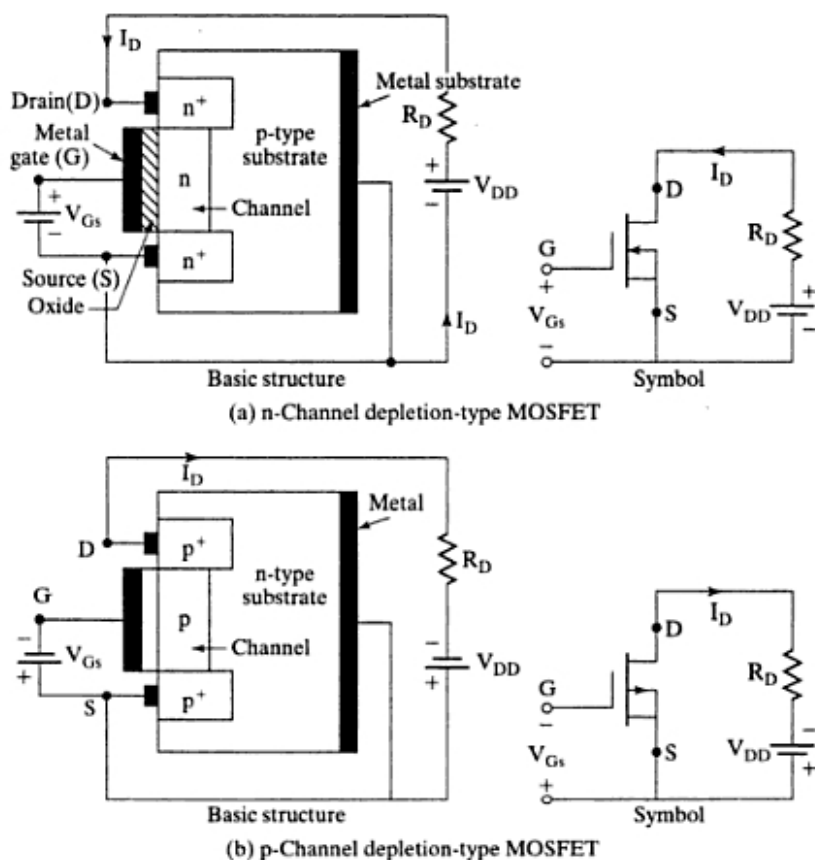 I_D
Drain(D)
n+
Metal substrate
Metal
gate (G)
p-type
substrate
R_D
n
V_DD
+
−
V_Gs
+
−
Channel
n+
Source (S)
Oxide
I_D
Basic structure
I_D
D
G
R_D
+
V_Gs
−
S
V_DD
+
−
Symbol
(a) n-Channel depletion-type MOSFET
I_D
Metal
D
p+
n-type
substrate
R_D
G
p
−
V_Gs
+
Channel
−
V_DD
+
S
p+
Basic structure
I_D
D
G
R_D
−
V_Gs
+
S
V_DD
−
+
Symbol
(b) p-Channel depletion-type MOSFET